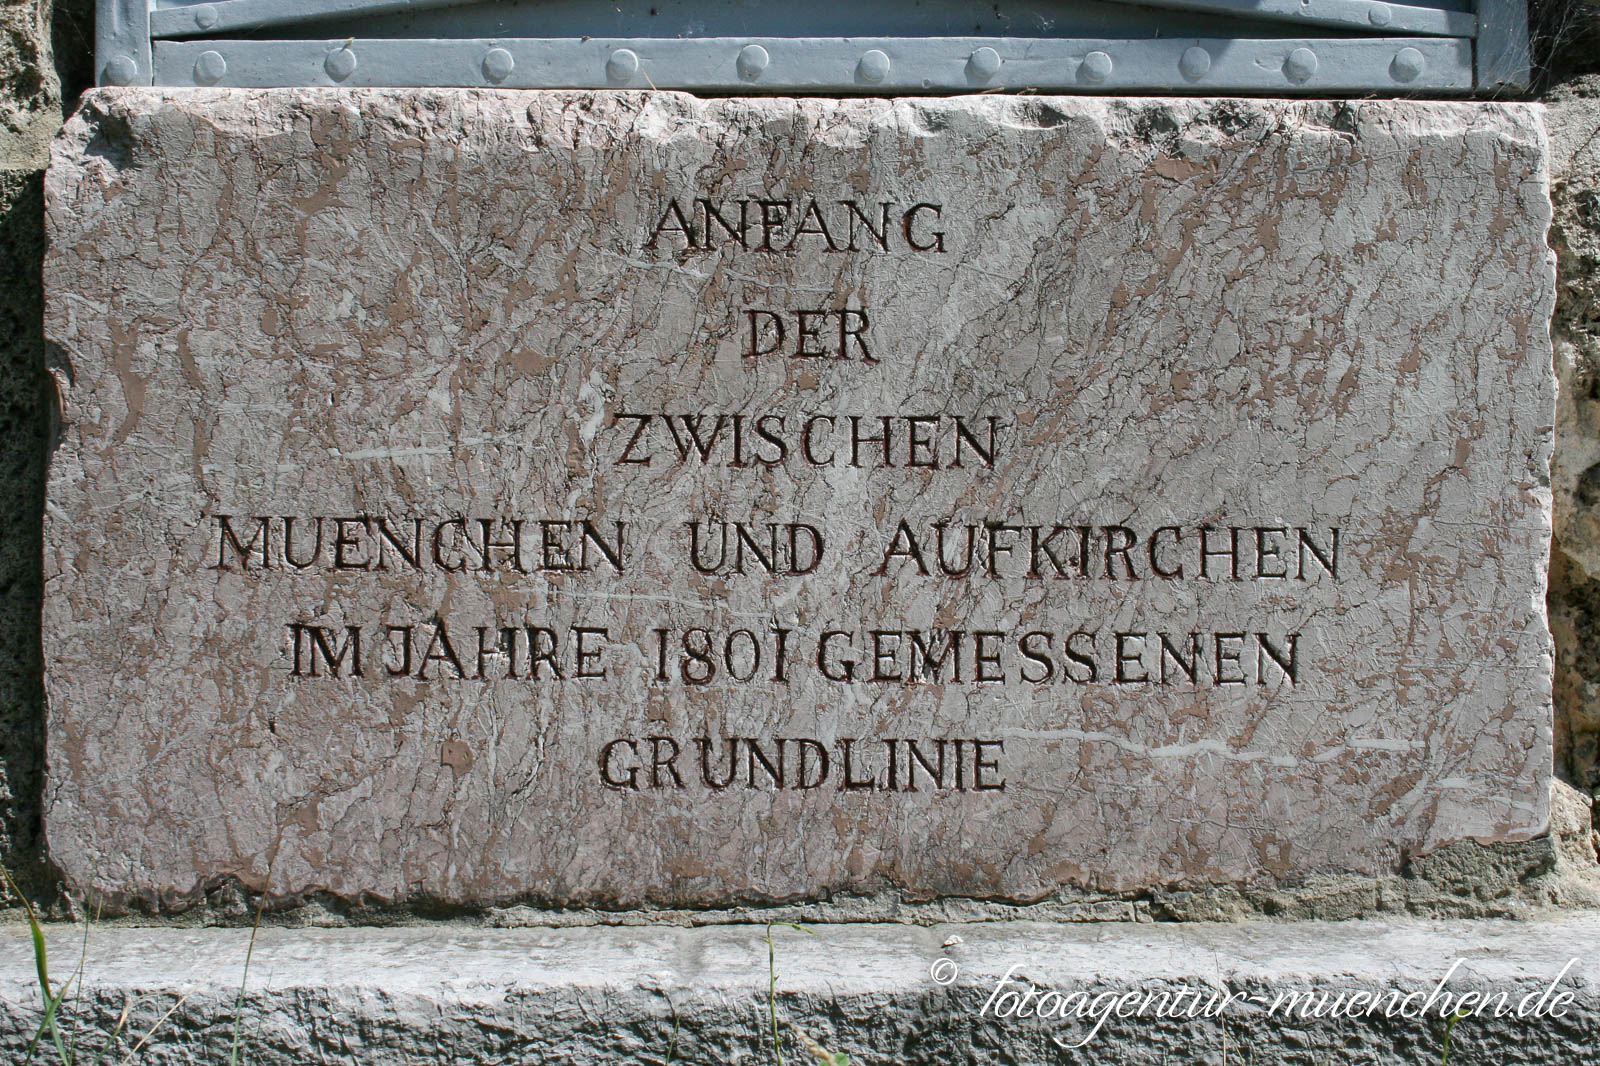 ANFANG
DER
ZWISCHEN
MUENCHEN UND AUFKIRCHEN
IM JAHRE 1801 GEMESSENEN
GRUNDLINIE
© fotoagentur-muenchen.de